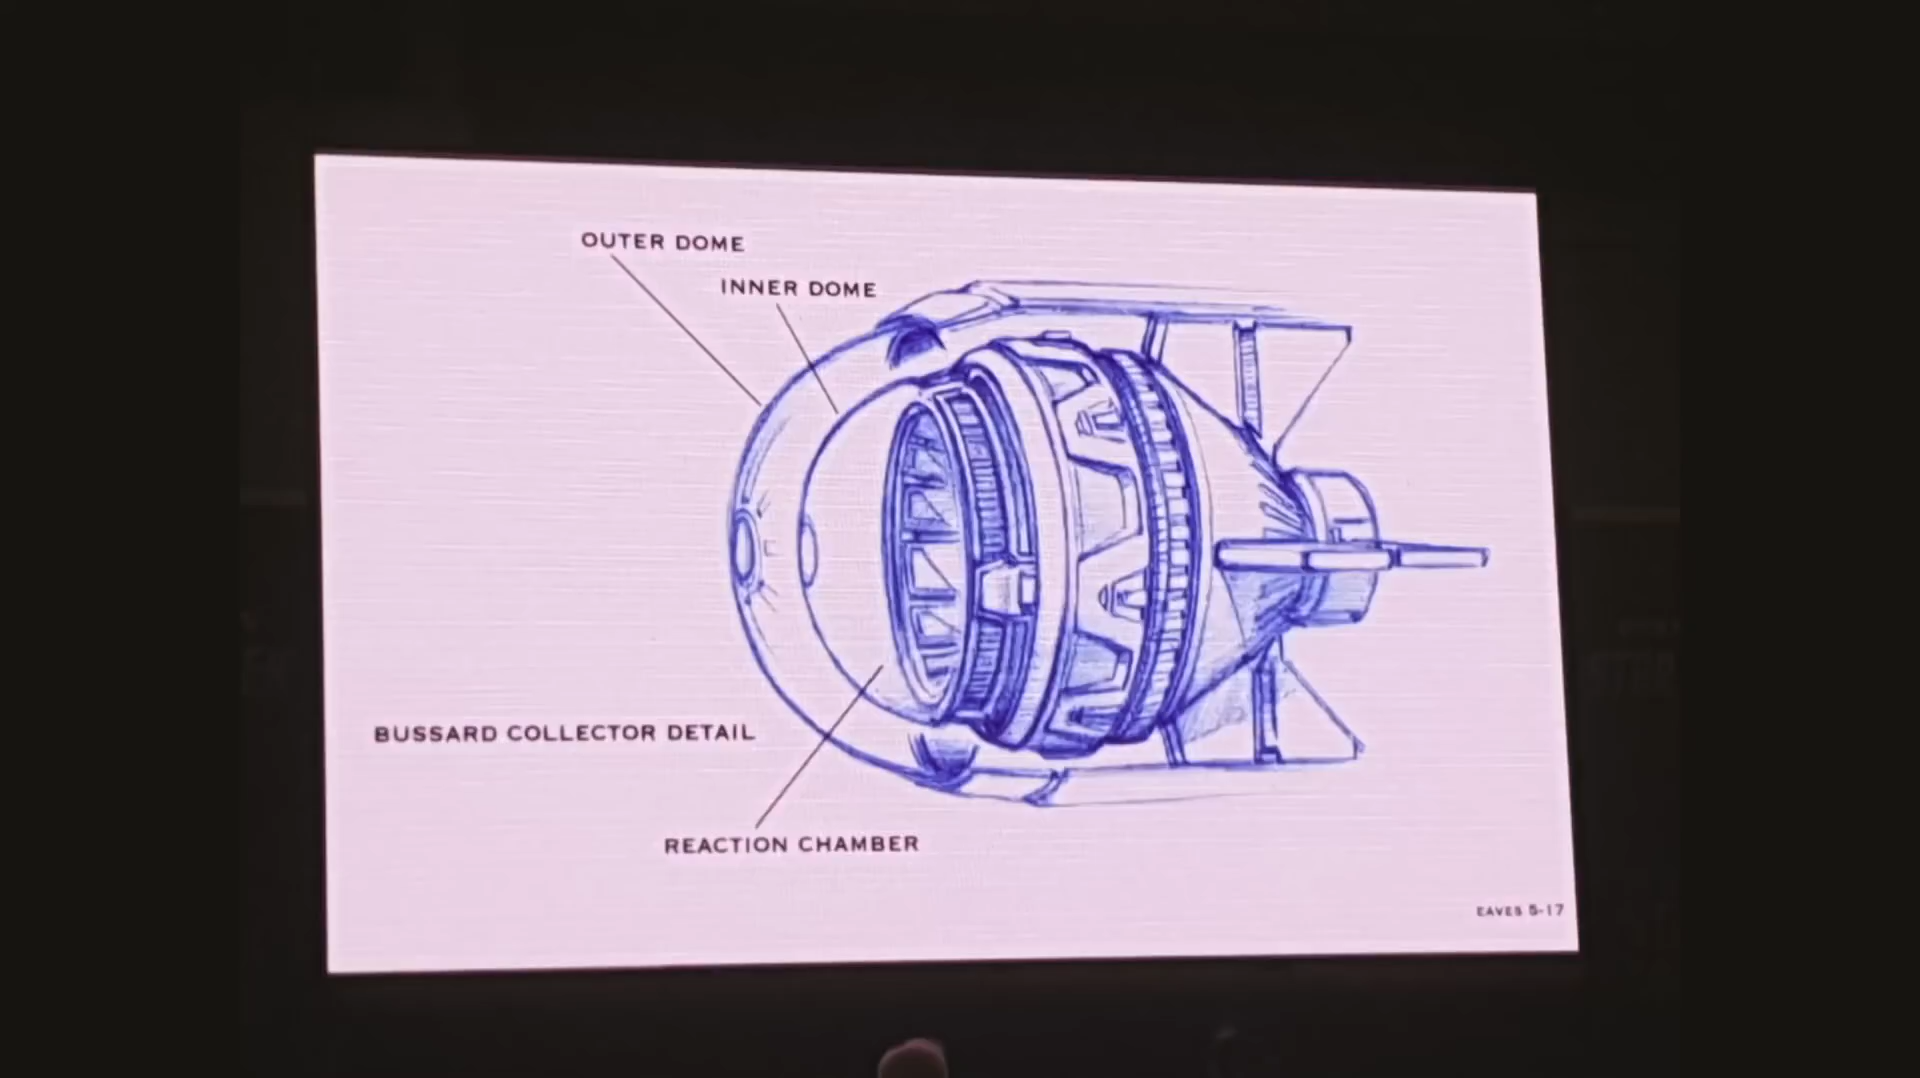 OUTER DOME
INNER DOME
BUSSARD COLLECTOR DETAIL
REACTION CHAMBER
EAVES 5-17